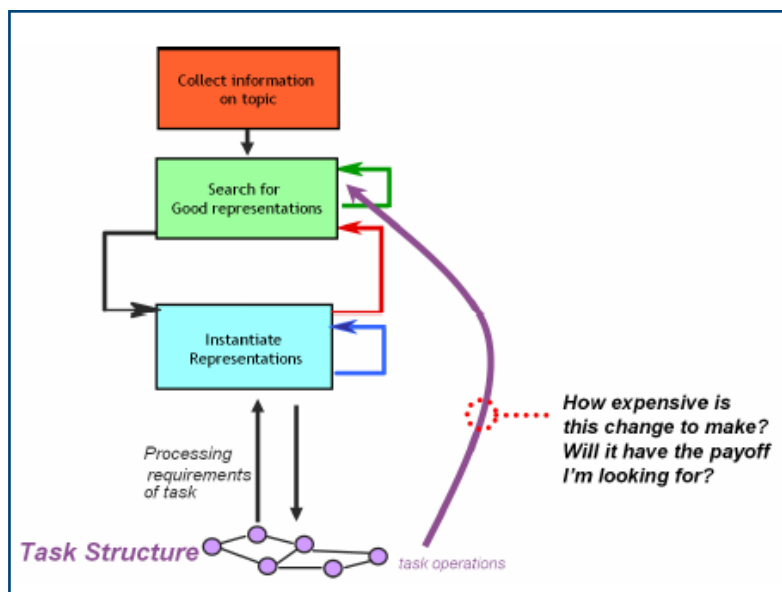 Collect information
on topic
Search for
Good representations
Instantiate
Representations
How expensive is
this change to make?
Will it have the payoff
I'm looking for?
Processing
requirements
of task
Task Structure
task operations